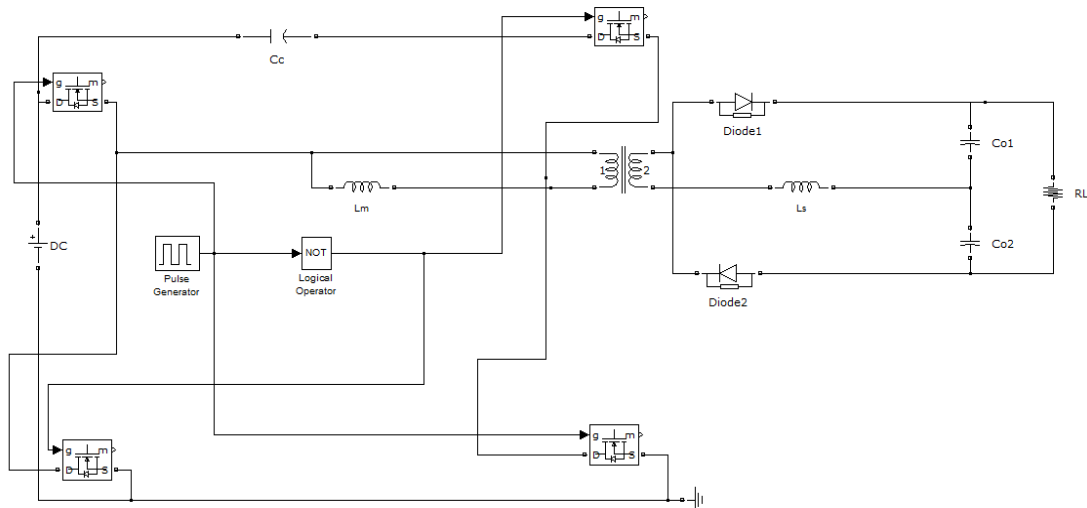 g m
D S
Cc
g m
D S
Diode1
Co1
1 2
Lm
Ls
RL
+
DC
NOT
Pulse
Generator
Logical
Operator
Co2
Diode2
g m
D S
g m
D S